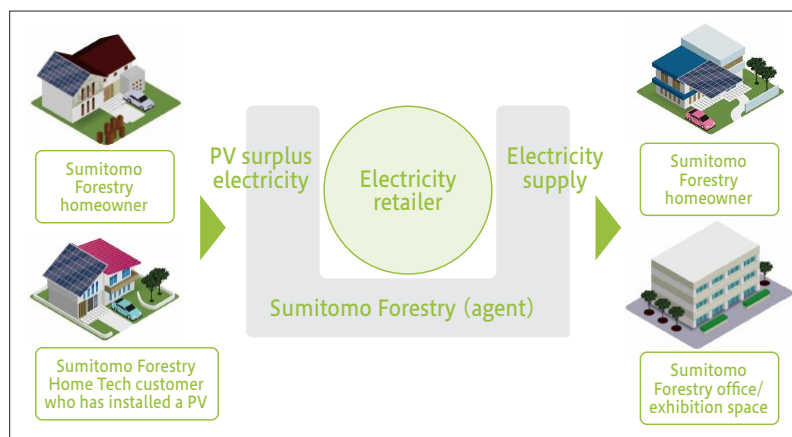 Sumitomo
Forestry
homeowner
Sumitomo Forestry
Home Tech customer
who has installed a PV
PV surplus
electricity
Electricity
retailer
Electricity
supply
Sumitomo Forestry (agent)
Sumitomo
Forestry
homeowner
Sumitomo
Forestry office/
exhibition space